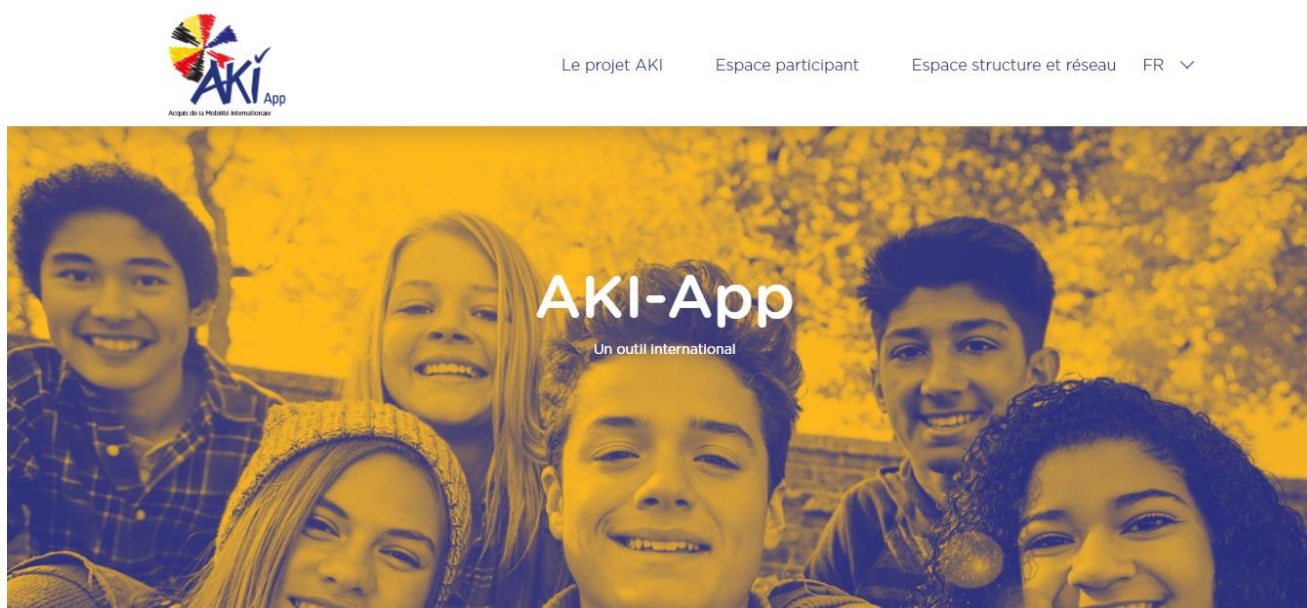 AKI App
Acquis de la Mobilité Internationale
Le projet AKI
Espace participant
Espace structure et réseau
FR
AKI-App
Un outil international